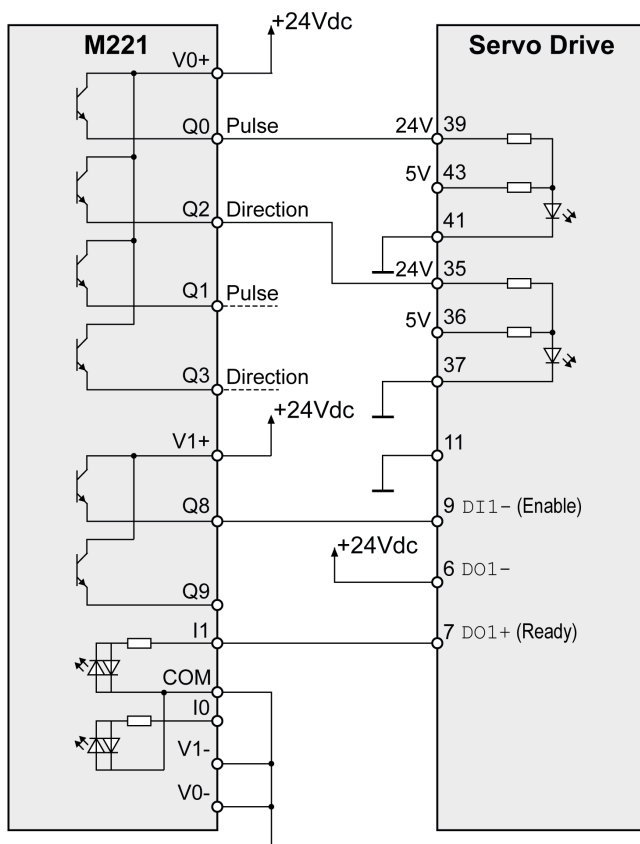 +24Vdc
M221
Servo Drive
V0+
Q0 Pulse
24V 39
5V 43
Q2 Direction
41
24V 35
Q1 Pulse
5V 36
37
Q3 Direction
+24Vdc
V1+
11
Q8
9 DI1- (Enable)
+24Vdc
6 DO1-
Q9
I1
7 DO1+ (Ready)
COM
I0
V1-
V0-